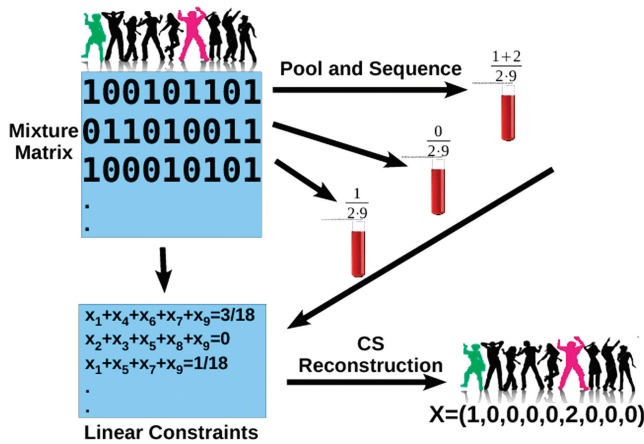 Mixture
Matrix
100101101
011010011
100010101
.
.
Pool and Sequence
1+2
2·9
0
2·9
1
2·9
x1+x4+x6+x7+x9=3/18
x2+x3+x5+x8+x9=0
x1+x5+x7+x9=1/18
.
.
Linear Constraints
CS
Reconstruction
X=(1,0,0,0,0,2,0,0,0)